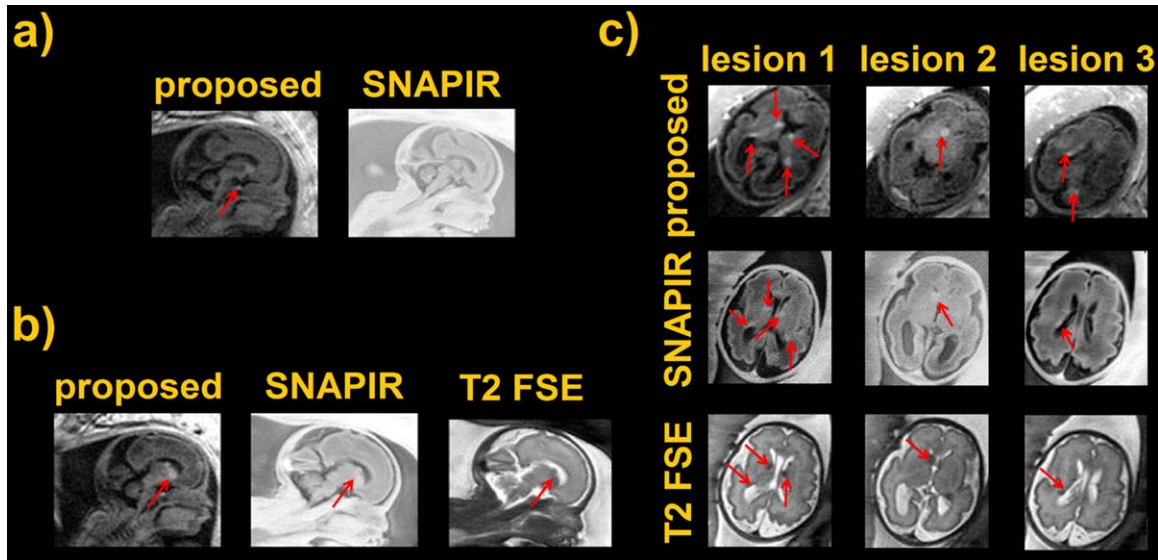 a)
proposed SNAPIR
b)
proposed SNAPIR T2 FSE
c)
lesion 1 lesion 2 lesion 3
proposed
SNAPIR
T2 FSE